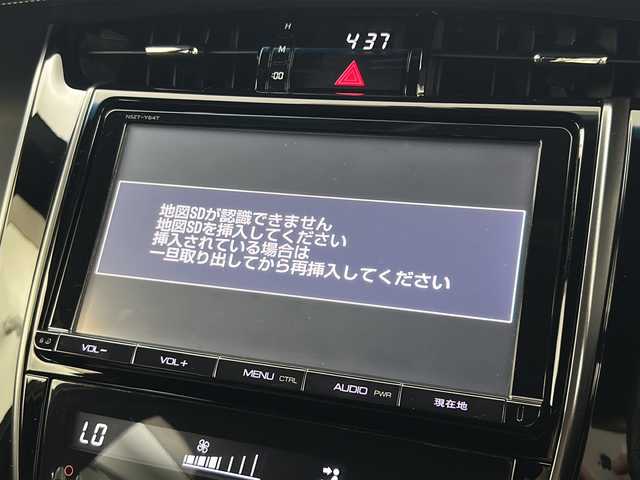 H
M
:00
4:37
NSZT-Y64T
地図SDが認識できません
地図SDを挿入してください
挿入されている場合は
一旦取り出してから再挿入してください
VOL−
VOL+
MENU CTRL
AUDIO PWR
現在地
LO